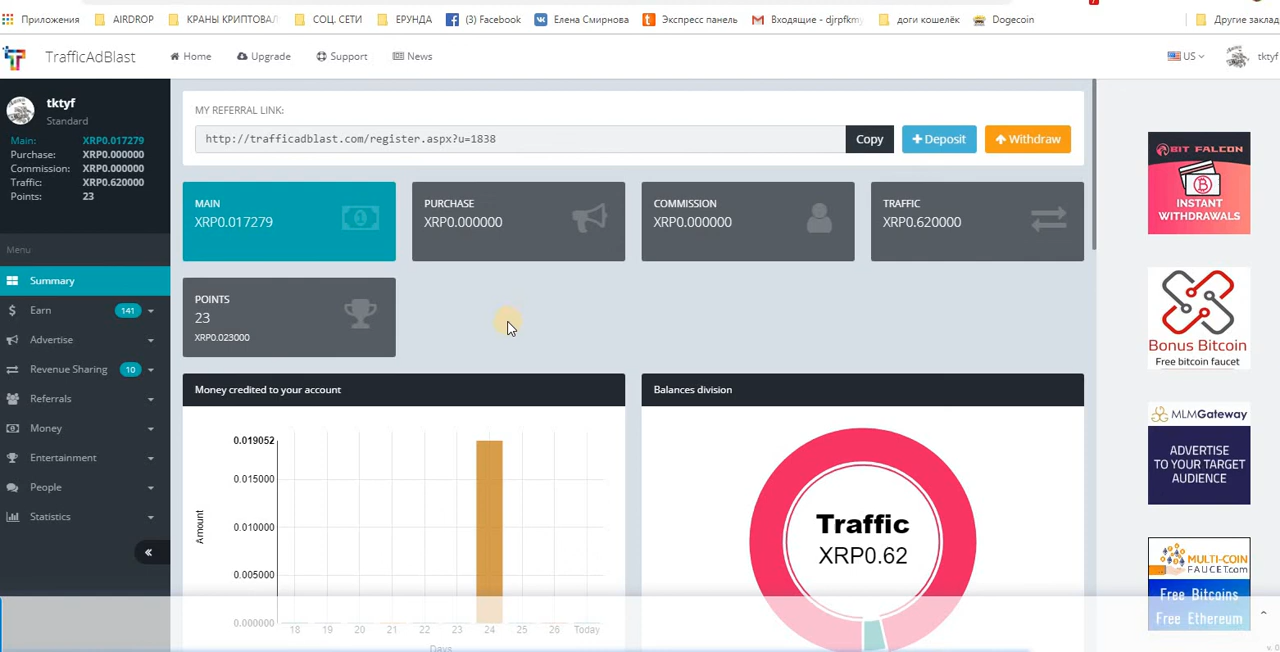 Приложения AIRDROP КРАНЫ КРИПТОВАЛ СОЦ. СЕТИ ЕРУНДА (3) Facebook Елена Смирнова Экспресс панель Входящие - djrpfkmy доги кошелёк Dogecoin Другие заклад
TrafficAdBlast Home Upgrade Support News US tktyf
tktyf
Standard
Main: XRP0.017279
Purchase: XRP0.000000
Commission: XRP0.000000
Traffic: XRP0.620000
Points: 23
Menu
Summary
Earn 141
Advertise
Revenue Sharing 10
Referrals
Money
Entertainment
People
Statistics
MY REFERRAL LINK:
http://trafficadblast.com/register.aspx?u=1838 Copy Deposit Withdraw
MAIN
XRP0.017279
PURCHASE
XRP0.000000
COMMISSION
XRP0.000000
TRAFFIC
XRP0.620000
POINTS
23
XRP0.023000
Money credited to your account
0.019052
0.015000
0.010000
0.005000
0.000000
Amount
18 19 20 21 22 23 24 25 26 Today
Days
Balances division
Traffic
XRP0.62
BIT FALCON
INSTANT
WITHDRAWALS
Bonus Bitcoin
Free bitcoin faucet
MLMGateway
ADVERTISE
TO YOUR TARGET
AUDIENCE
MULTI-COIN
FAUCET.com
Free Bitcoins
Free Ethereum